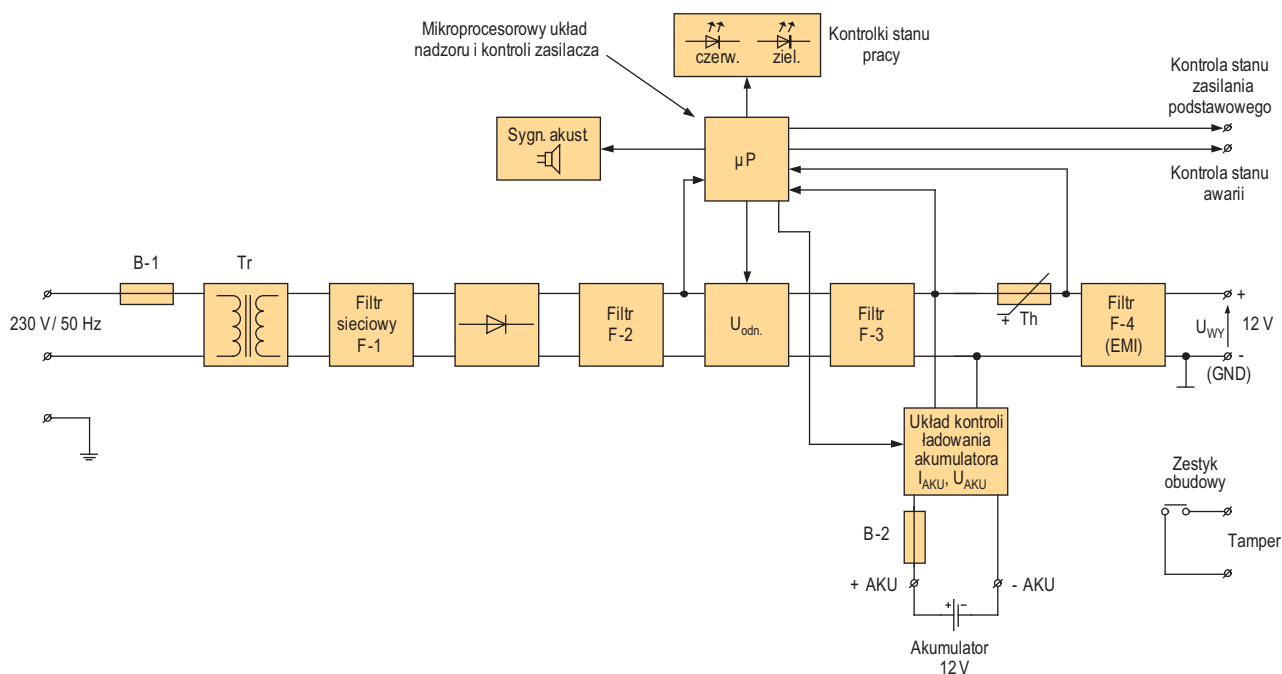 Mikroprocesorowy układ
nadzoru i kontroli zasilacza
czerw.
ziel.
Kontrolki stanu
pracy
Kontrola stanu
zasilania
podstawowego
Sygn. akust.
µP
Kontrola stanu
awarii
B-1
Tr
230 V / 50 Hz
Filtr
sieciowy
F-1
Filtr
F-2
Uodn.
Filtr
F-3
+ Th
Filtr
F-4
(EMI)
+
UWY
12 V
-
(GND)
Układ kontroli
ładowania
akumulatora
IAKU, UAKU
B-2
+ AKU
- AKU
+ −
Akumulator
12 V
Zestyk
obudowy
Tamper